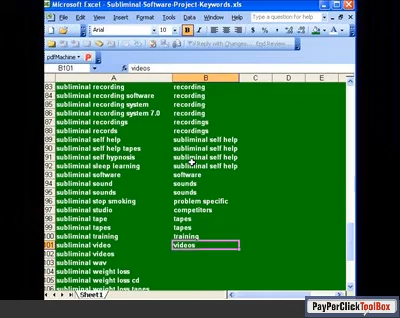 Microsoft Excel - Subliminal Software-Project-Keywords.xls
File Edit View Insert Format Tools Data Window Help Type a question for help
Arial 10 B I U
Reply with Changes... End Review...
pdfMachine
B101 videos
A B C D E
83 subliminal recording recording
84 subliminal recording software recording
85 subliminal recording system recording
86 subliminal recording system 7.0 recording
87 subliminal recordings recordings
88 subliminal records recordings
89 subliminal self help subliminal self help
90 subliminal self help tapes subliminal self help
91 subliminal self hypnosis subliminal self help
92 subliminal sleep learning subliminal self help
93 subliminal software software
94 subliminal sound sounds
95 subliminal sounds sounds
96 subliminal stop smoking problem specific
97 subliminal studio competitors
98 subliminal tape tapes
99 subliminal tapes tapes
100 subliminal training training
101 subliminal video videos
102 subliminal videos
103 subliminal wav
104 subliminal weight loss
105 subliminal weight loss cd
106 subliminal weight loss tapes
Sheet1
PayPerClickToolBox